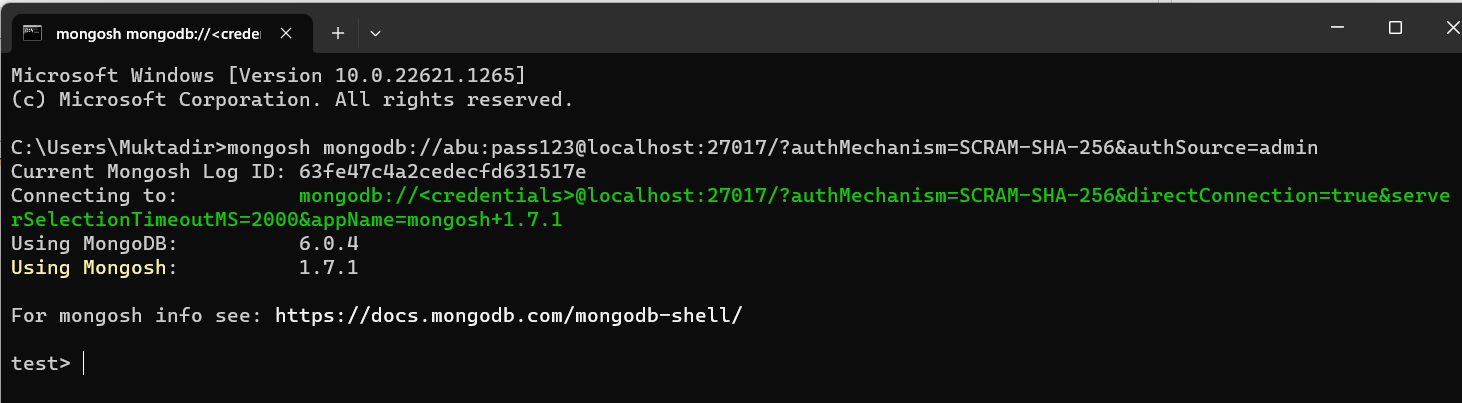 mongosh mongodb://<crede
Microsoft Windows [Version 10.0.22621.1265]
(c) Microsoft Corporation. All rights reserved.
C:\Users\Muktadir>mongosh mongodb://abu:pass123@localhost:27017/?authMechanism=SCRAM-SHA-256&authSource=admin
Current Mongosh Log ID: 63fe47c4a2cedecfd631517e
Connecting to:          mongodb://<credentials>@localhost:27017/?authMechanism=SCRAM-SHA-256&directConnection=true&serve
rSelectionTimeoutMS=2000&appName=mongosh+1.7.1
Using MongoDB:          6.0.4
Using Mongosh:          1.7.1
For mongosh info see: https://docs.mongodb.com/mongodb-shell/
test>